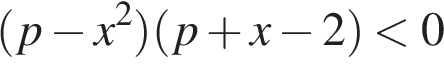 (p − x²)(p + x − 2) < 0